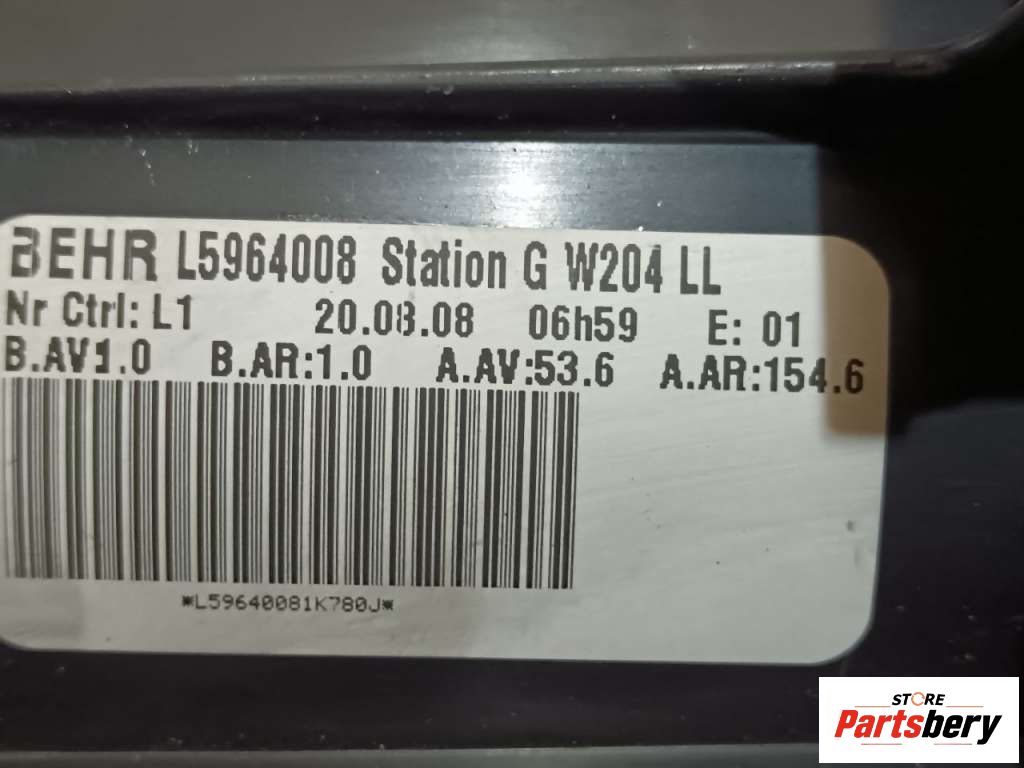 BEHR L5964008 Station G W204 LL
Nr Ctrl: L1 20.08.08 06h59 E: 01
B.AV1.0 B.AR:1.0 A.AV:53.6 A.AR:154.6
*L59640081K780J*
STORE
Partsbery